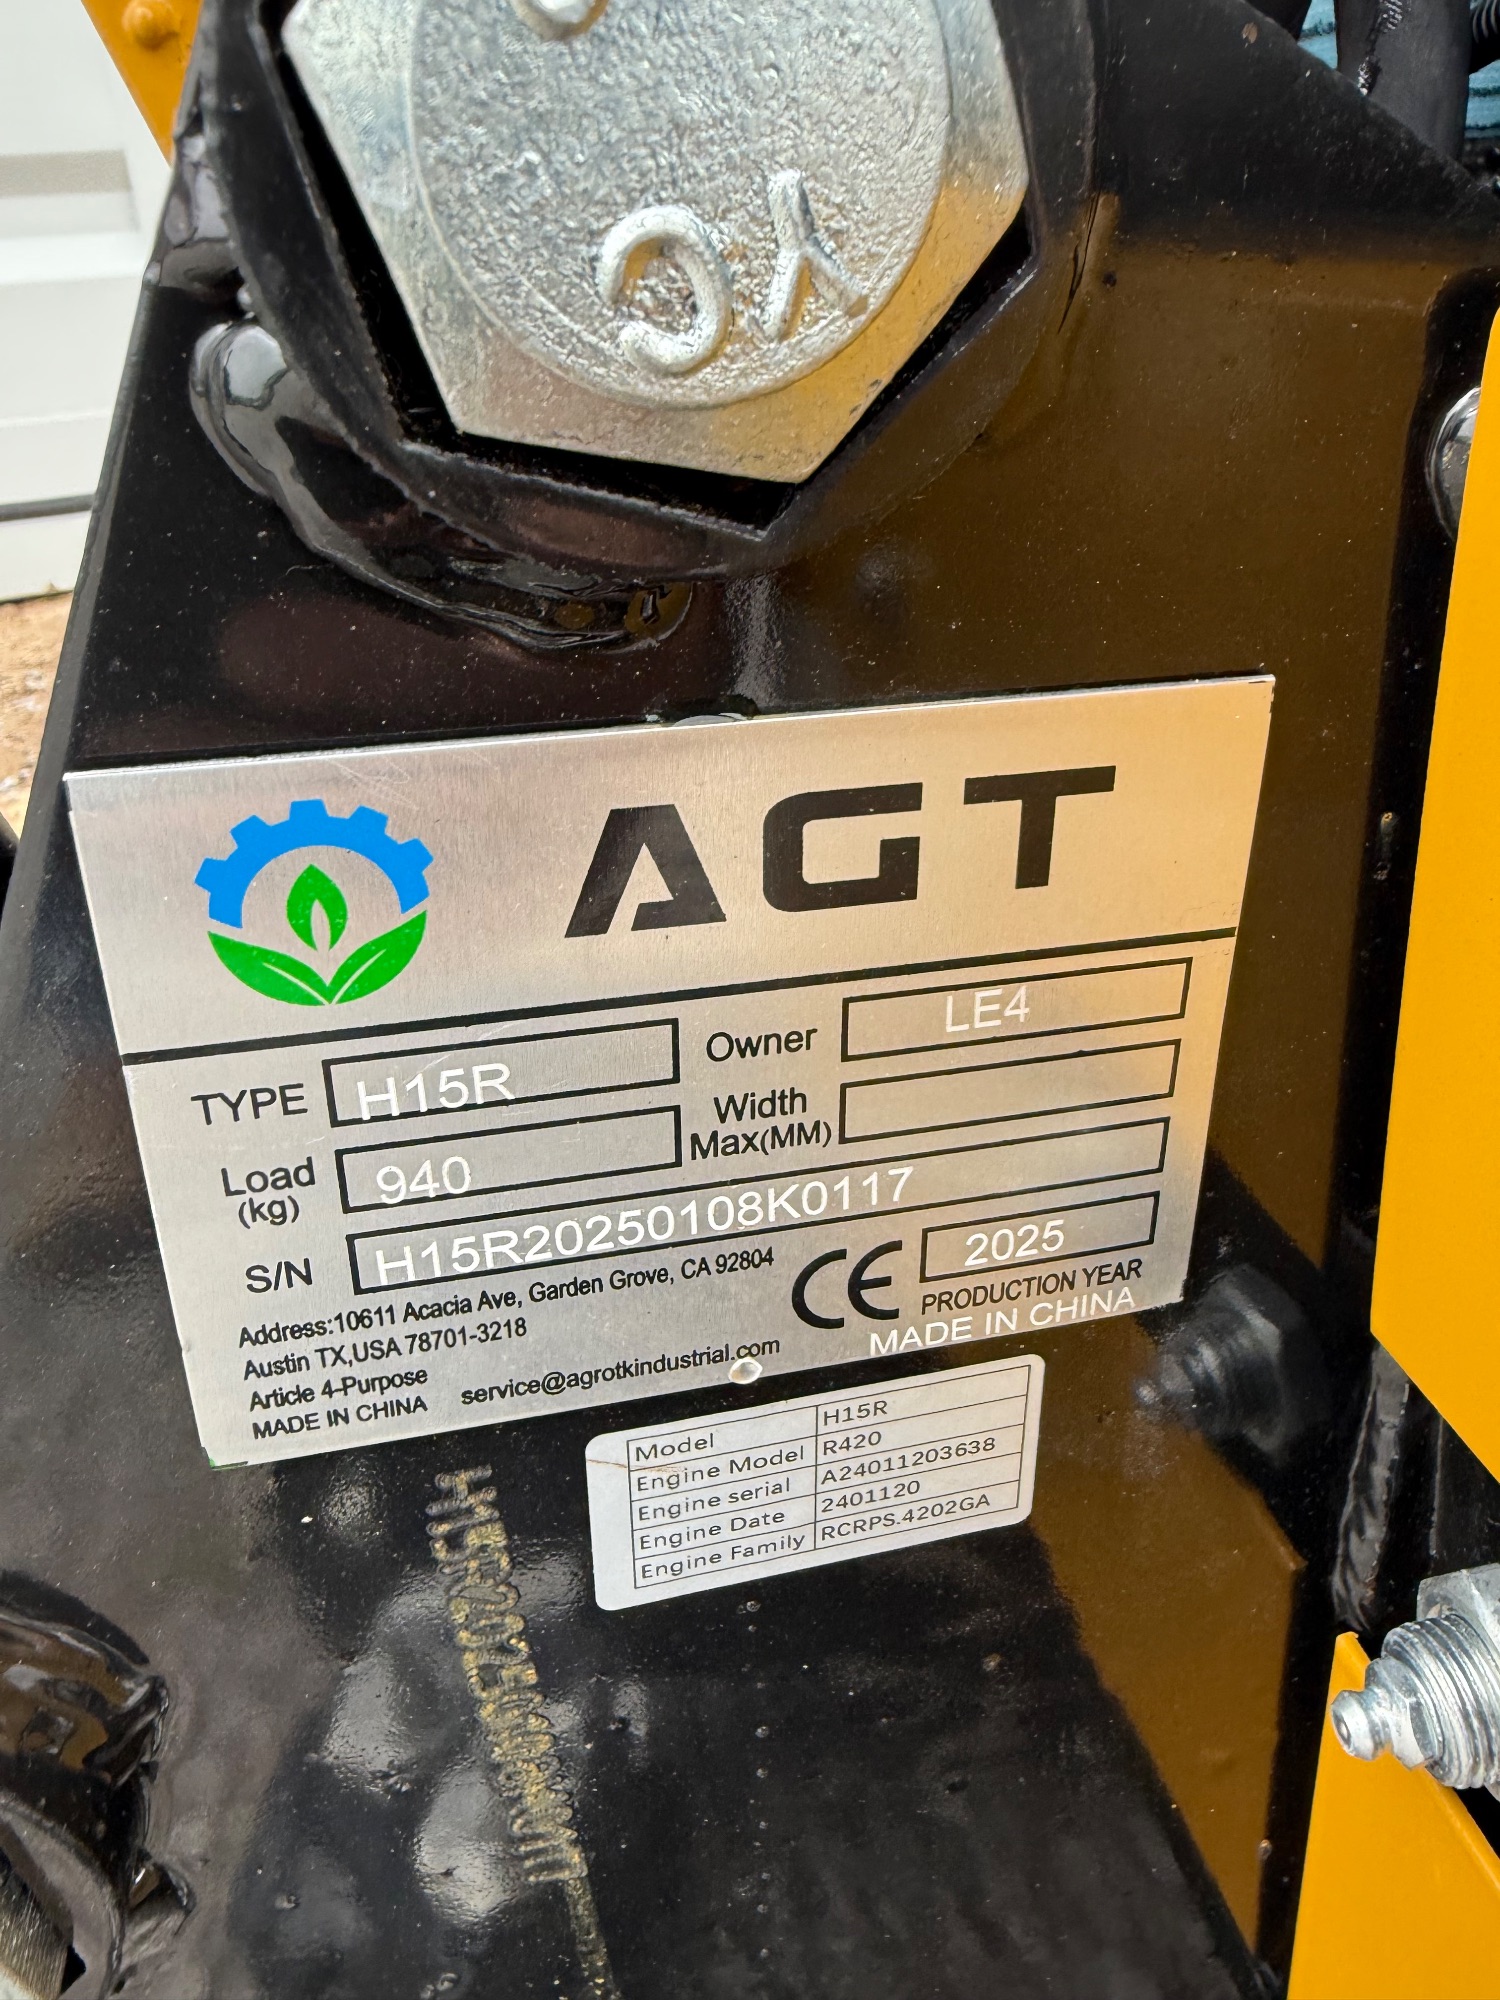 YC
AGT
TYPE H15R Owner LE4
Load (kg) 940 Width Max(MM)
S/N H15R20250108K0117
Address:10611 Acacia Ave, Garden Grove, CA 92804
Austin TX,USA 78701-3218
Article 4-Purpose
MADE IN CHINA service@agrotkindustrial.com
CE 2025
PRODUCTION YEAR
MADE IN CHINA
Model H15R
Engine Model R420
Engine serial A24011203638
Engine Date 2401120
Engine Family RCRPS.4202GA